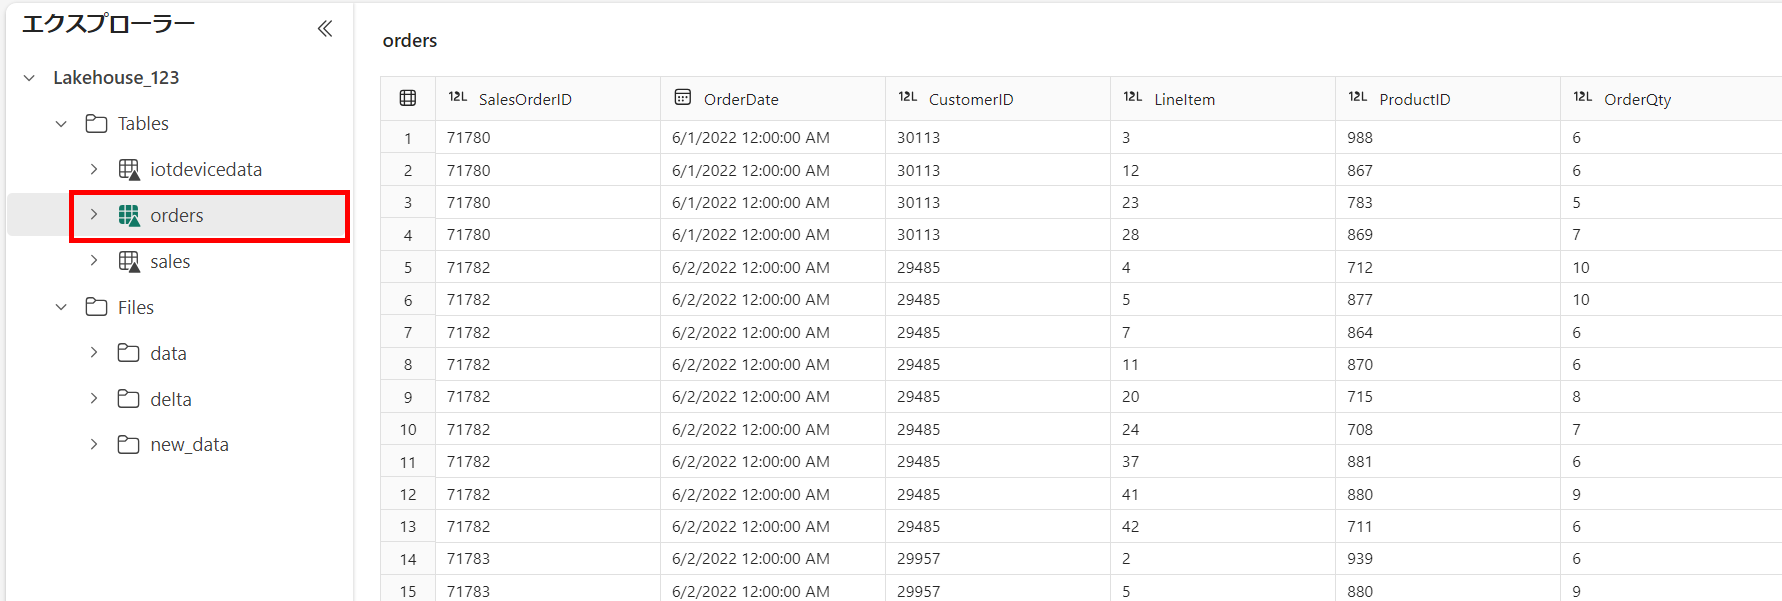 エクスプローラー
Lakehouse_123
Tables
iotdevicedata
orders
sales
Files
data
delta
new_data
orders
12L SalesOrderID OrderDate 12L CustomerID 12L LineItem 12L ProductID 12L OrderQty
1 71780 6/1/2022 12:00:00 AM 30113 3 988 6
2 71780 6/1/2022 12:00:00 AM 30113 12 867 6
3 71780 6/1/2022 12:00:00 AM 30113 23 783 5
4 71780 6/1/2022 12:00:00 AM 30113 28 869 7
5 71782 6/2/2022 12:00:00 AM 29485 4 712 10
6 71782 6/2/2022 12:00:00 AM 29485 5 877 10
7 71782 6/2/2022 12:00:00 AM 29485 7 864 6
8 71782 6/2/2022 12:00:00 AM 29485 11 870 6
9 71782 6/2/2022 12:00:00 AM 29485 20 715 8
10 71782 6/2/2022 12:00:00 AM 29485 24 708 7
11 71782 6/2/2022 12:00:00 AM 29485 37 881 6
12 71782 6/2/2022 12:00:00 AM 29485 41 880 9
13 71782 6/2/2022 12:00:00 AM 29485 42 711 6
14 71783 6/2/2022 12:00:00 AM 29957 2 939 6
15 71783 6/2/2022 12:00:00 AM 29957 5 880 9